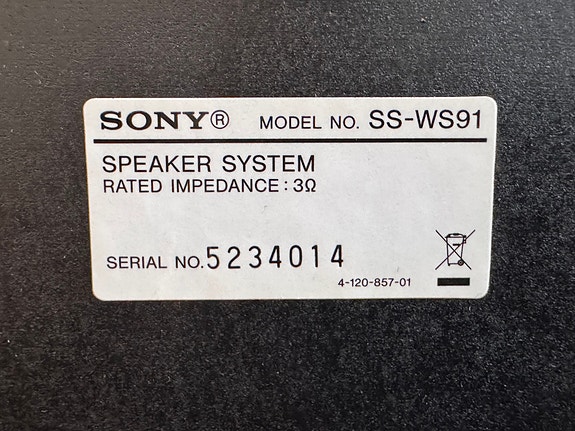 SONY® MODEL NO. SS-WS91
SPEAKER SYSTEM
RATED IMPEDANCE : 3Ω
SERIAL NO. 5234014
4-120-857-01